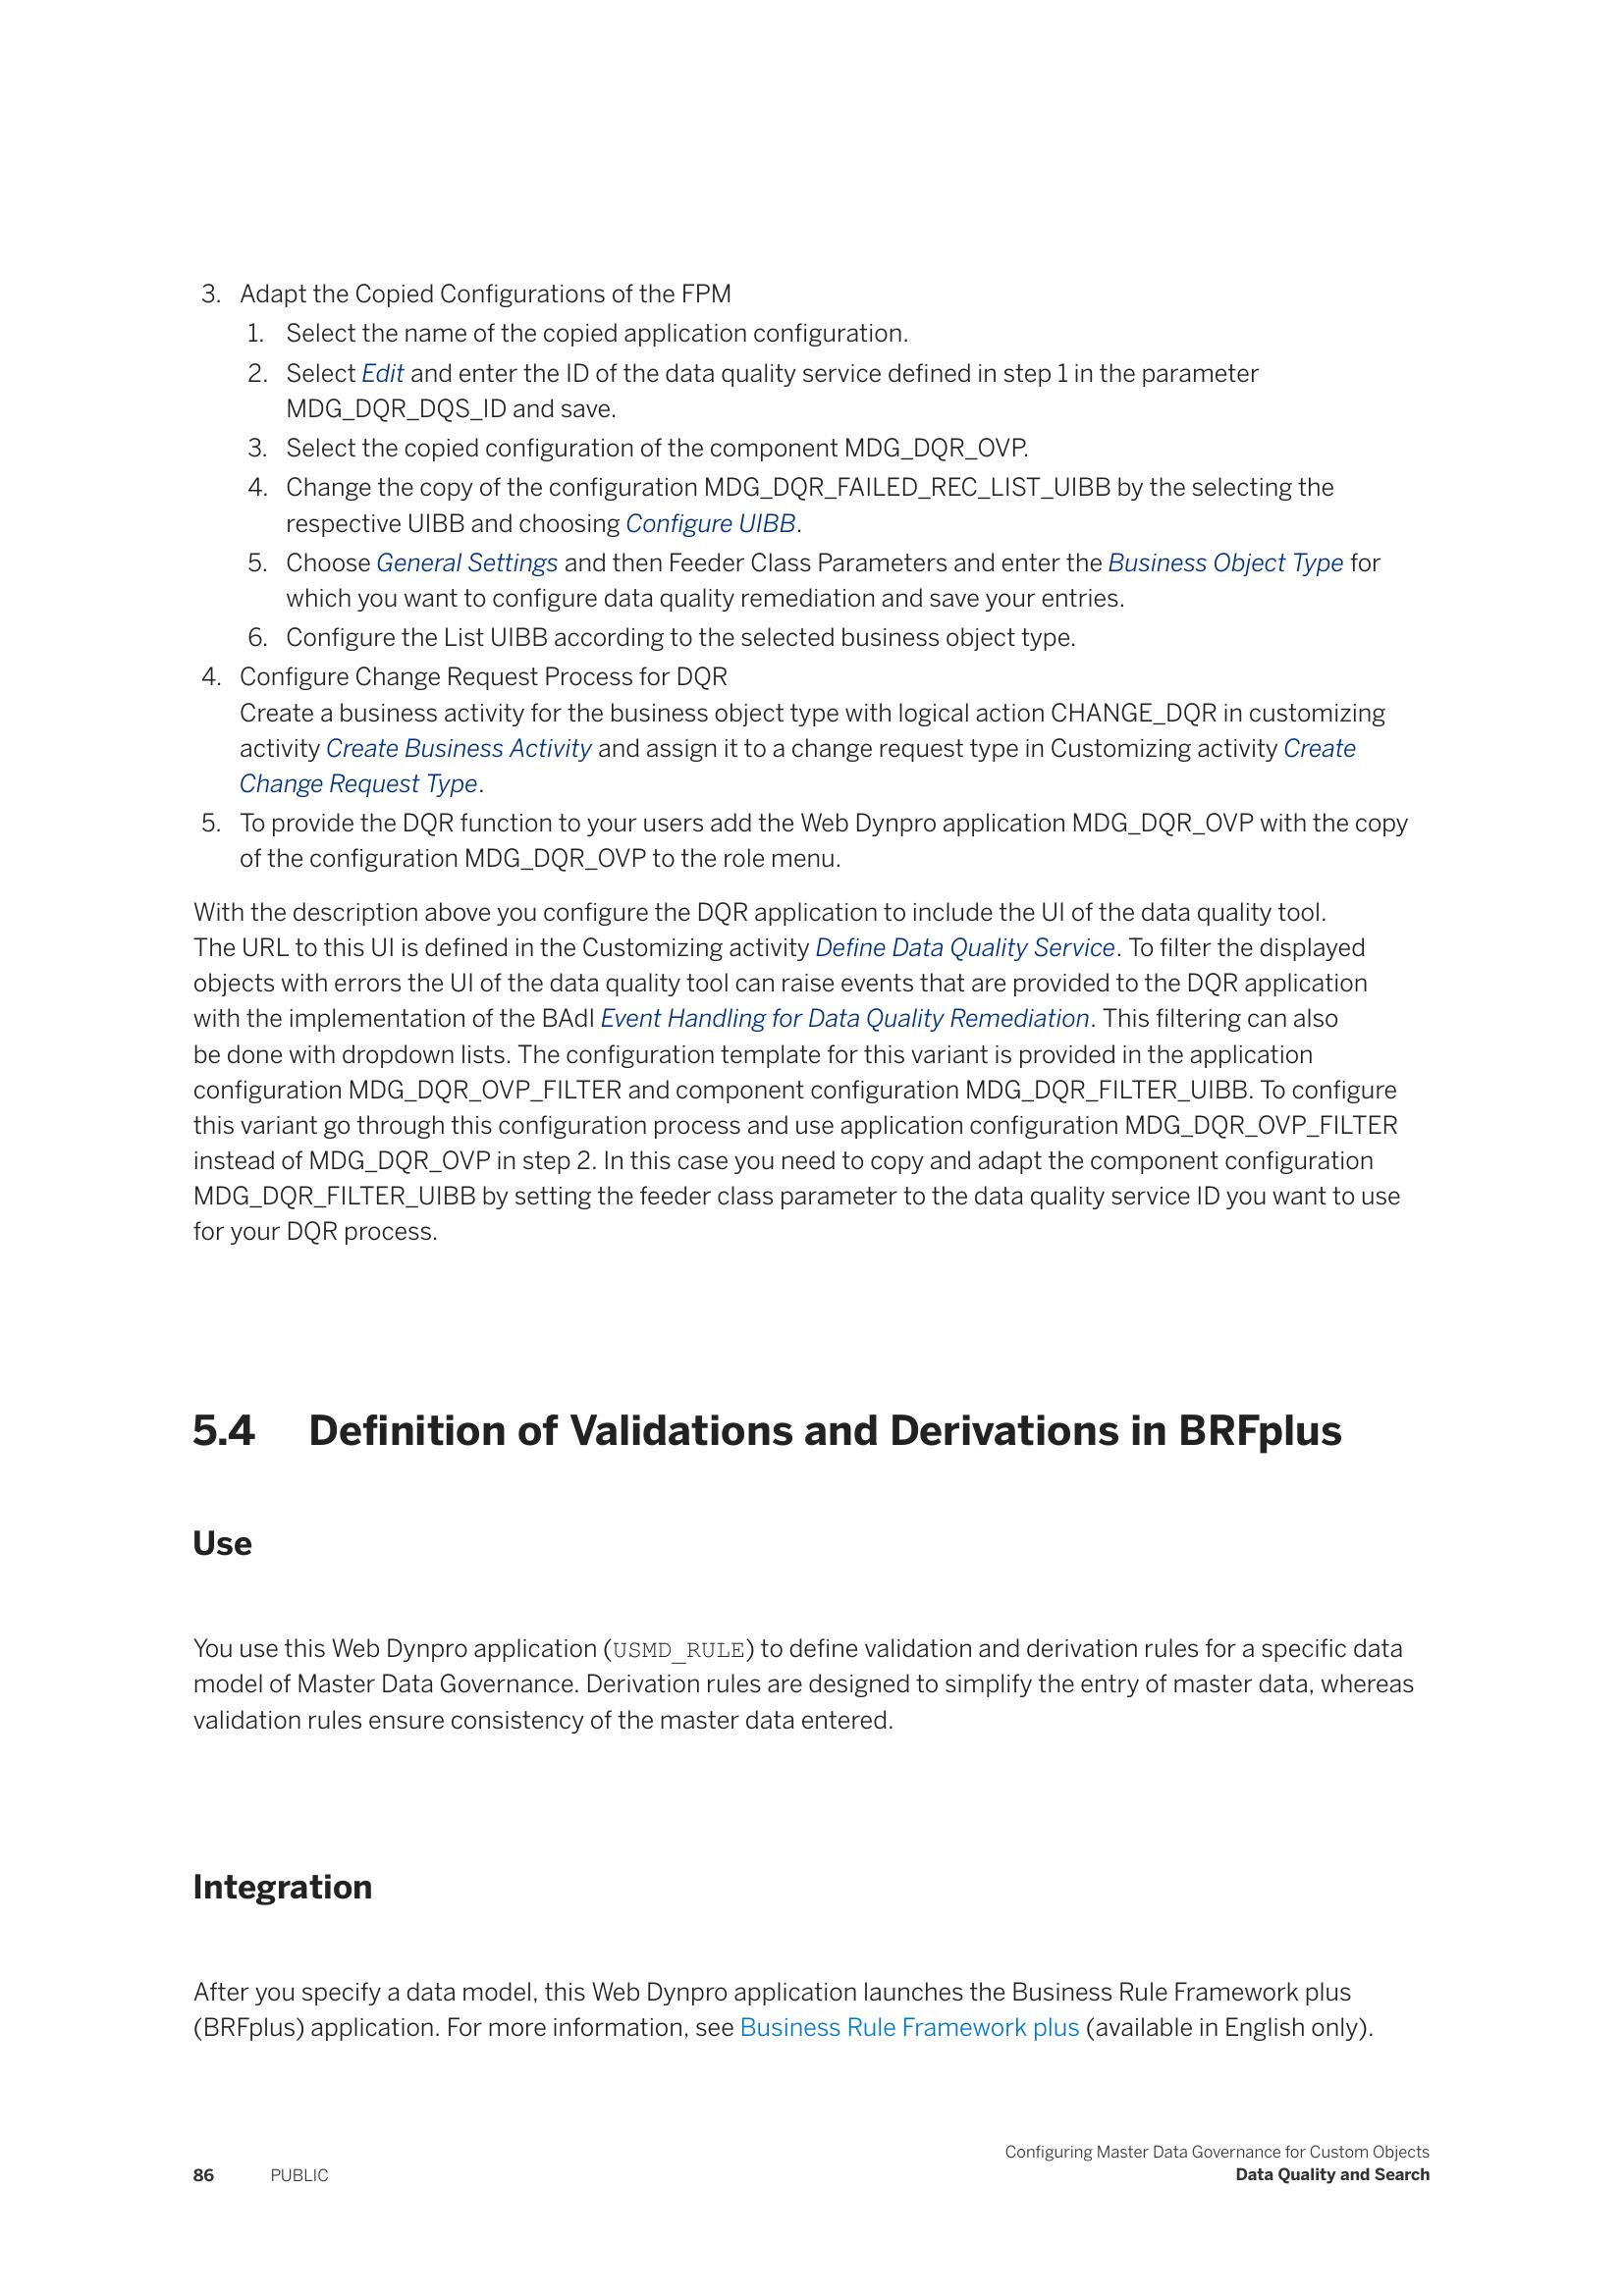 3. Adapt the Copied Configurations of the FPM
1. Select the name of the copied application configuration.
2. Select Edit and enter the ID of the data quality service defined in step 1 in the parameter
MDG_DQR_DQS_ID and save.
3. Select the copied configuration of the component MDG_DQR_OVP.
4. Change the copy of the configuration MDG_DQR_FAILED_REC_LIST_UIBB by the selecting the
respective UIBB and choosing Configure UIBB.
5. Choose General Settings and then Feeder Class Parameters and enter the Business Object Type for
which you want to configure data quality remediation and save your entries.
6. Configure the List UIBB according to the selected business object type.
4. Configure Change Request Process for DQR
Create a business activity for the business object type with logical action CHANGE_DQR in customizing
activity Create Business Activity and assign it to a change request type in Customizing activity Create
Change Request Type.
5. To provide the DQR function to your users add the Web Dynpro application MDG_DQR_OVP with the copy
of the configuration MDG_DQR_OVP to the role menu.
With the description above you configure the DQR application to include the UI of the data quality tool.
The URL to this UI is defined in the Customizing activity Define Data Quality Service. To filter the displayed
objects with errors the UI of the data quality tool can raise events that are provided to the DQR application
with the implementation of the BAdI Event Handling for Data Quality Remediation. This filtering can also
be done with dropdown lists. The configuration template for this variant is provided in the application
configuration MDG_DQR_OVP_FILTER and component configuration MDG_DQR_FILTER_UIBB. To configure
this variant go through this configuration process and use application configuration MDG_DQR_OVP_FILTER
instead of MDG_DQR_OVP in step 2. In this case you need to copy and adapt the component configuration
MDG_DQR_FILTER_UIBB by setting the feeder class parameter to the data quality service ID you want to use
for your DQR process.
5.4 Definition of Validations and Derivations in BRFplus
Use
You use this Web Dynpro application (USMD_RULE) to define validation and derivation rules for a specific data
model of Master Data Governance. Derivation rules are designed to simplify the entry of master data, whereas
validation rules ensure consistency of the master data entered.
Integration
After you specify a data model, this Web Dynpro application launches the Business Rule Framework plus
(BRFplus) application. For more information, see Business Rule Framework plus (available in English only).
Configuring Master Data Governance for Custom Objects
86 PUBLIC Data Quality and Search